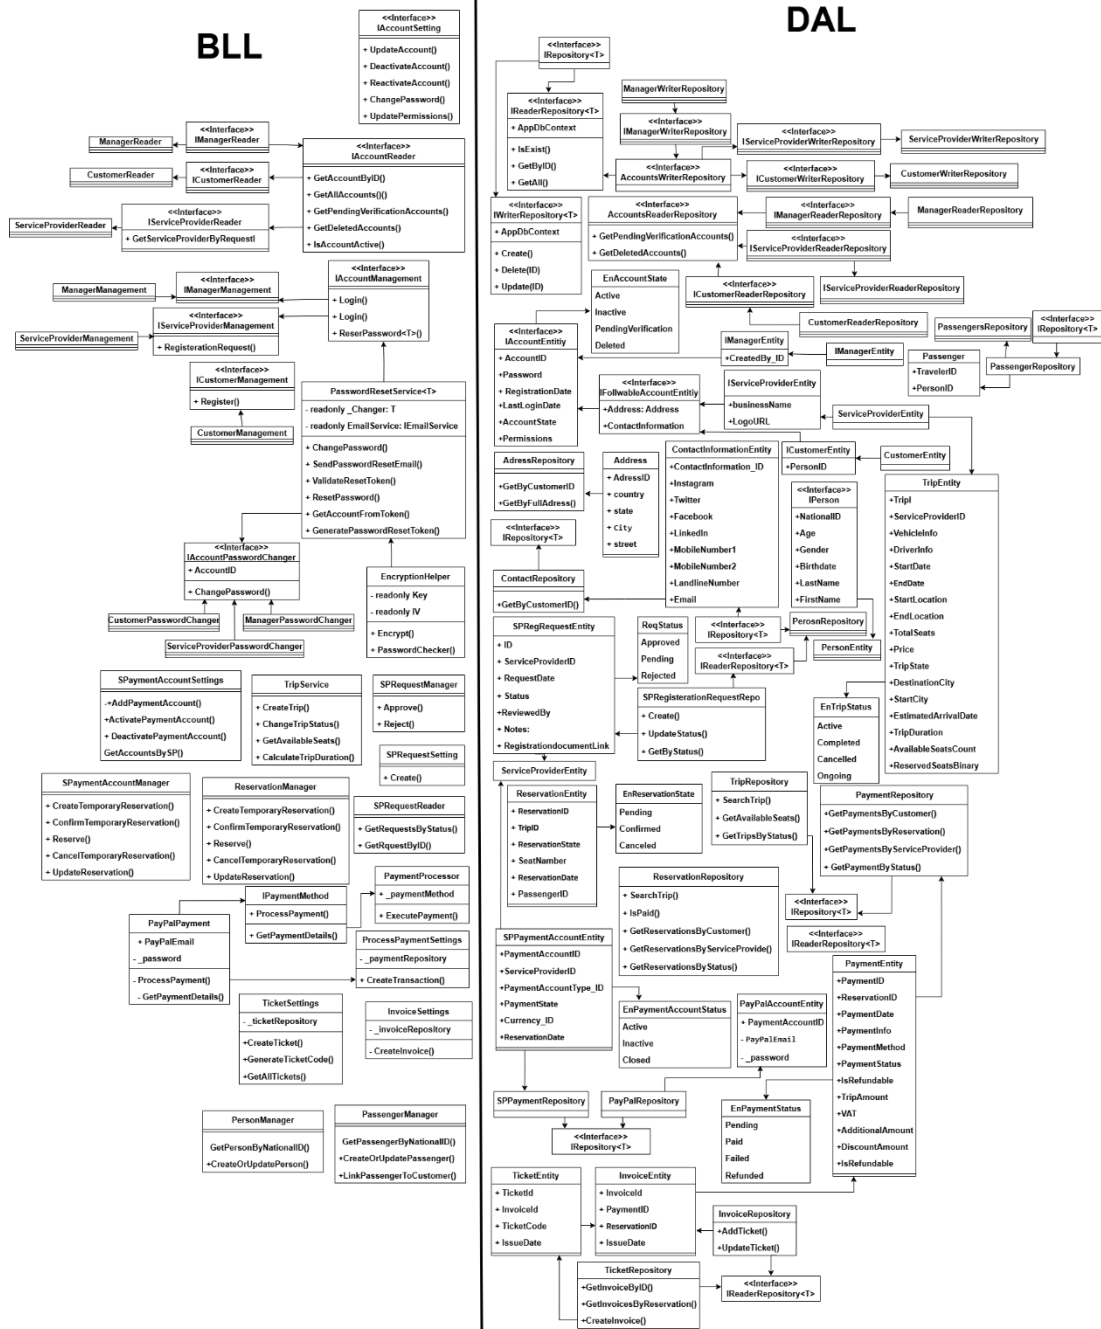 BLL
<<Interface>>
IAccountSetting
+ UpdateAccount()
+ DeactivateAccount()
+ ReactivateAccount()
+ ChangePassword()
+ UpdatePermissions()
ManagerReader
<<Interface>>
IManagerReader
<<Interface>>
IAccountReader
+ GetAccountByID()
+ GetAllAccounts()()
+ GetPendingVerificationAccounts()
+ GetDeletedAccounts()
+ IsAccountActive()
CustomerReader
<<Interface>>
ICustomerReader
ServiceProviderReader
<<Interface>>
IServiceProviderReader
+ GetServiceProviderByRequestI
<<Interface>>
IAccountManagement
+ Login()
+ Login()
+ ReserPassword<T>()
ManagerManagement
<<Interface>>
IManagerManagement
ServiceProviderManagement
<<Interface>>
IServiceProviderManagement
+ RegisterationRequest()
<<Interface>>
ICustomerManagement
+ Register()
CustomerManagement
PasswordResetService<T>
- readonly _Changer: T
- readonly EmailService: IEmailService
+ ChangePassword()
+ SendPasswordResetEmail()
+ ValidateResetToken()
+ ResetPassword()
+ GetAccountFromToken()
+ GeneratePasswordResetToken()
<<Interface>>
IAccountPasswordChanger
+ AccountID
+ ChangePassword()
CustomerPasswordChanger
ManagerPasswordChanger
ServiceProviderPasswordChanger
EncryptionHelper
- readonly Key
- readonly IV
+ Encrypt()
+ PasswordChecker()
SPaymentAccountSettings
-+AddPaymentAccount()
+ActivatePaymentAccount()
+ DeactivatePaymentAccount()
GetAccountsBySP()
TripService
+ CreateTrip()
+ ChangeTripStatus()
+ GetAvailableSeats()
+ CalculateTripDuration()
SPRequestManager
+ Approve()
+ Reject()
SPRequestSetting
+ Create()
SPaymentAccountManager
+ CreateTemporaryReservation()
+ ConfirmTemporaryReservation()
+ Reserve()
+ CancelTemporaryReservation()
+ UpdateReservation()
ReservationManager
+ CreateTemporaryReservation()
+ ConfirmTemporaryReservation()
+ Reserve()
+ CancelTemporaryReservation()
+ UpdateReservation()
SPRequestReader
+ GetRequestsByStatus()
+ GetRquestByID()
IPaymentMethod
+ ProcessPayment()
+ GetPaymentDetails()
PaymentProcessor
+ _paymentMethod
+ ExecutePayment()
PayPalPayment
+ PayPalEmail
- _password
- ProcessPayment()
- GetPaymentDetails()
ProcessPaymentSettings
- _paymentRepository
+ CreateTransaction()
TicketSettings
- _ticketRepository
+CreateTicket()
+GenerateTicketCode()
+GetAllTickets()
InvoiceSettings
- _invoiceRepository
- CreateInvoice()
PersonManager
GetPersonByNationalID()
+CreateOrUpdatePerson()
PassengerManager
GetPassengerByNationalID()
+CreateOrUpdatePassenger()
+LinkPassengerToCustomer()
DAL
<<Interface>>
IRepository<T>
<<Interface>>
IReaderRepository<T>
+ AppDbContext
+ IsExist()
+ GetByID()
+ GetAll()
ManagerWriterRepository
<<Interface>>
IManagerWriterRepository
<<Interface>>
AccountsWriterRepository
<<Interface>>
IServiceProviderWriterRepository
ServiceProviderWriterRepository
<<Interface>>
ICustomerWriterRepository
CustomerWriterRepository
<<Interface>>
IWriterRepository<T>
+ AppDbContext
+ Create()
+ Delete(ID)
+ Update(ID)
<<Interface>>
AccountsReaderRepository
+ GetPendingVerificationAccounts()
+ GetDeletedAccounts()
<<Interface>>
IManagerReaderRepository
ManagerReaderRepository
<<Interface>>
IServiceProviderReaderRepository
<<Interface>>
IServiceProviderReaderRepository
<<Interface>>
ICustomerReaderRepository
CustomerReaderRepository
EnAccountState
Active
Inactive
PendingVerification
Deleted
<<Interface>>
IAccountEntity
+ AccountID
+ Password
+ RegistrationDate
+LastLoginDate
+ AccountState
+ Permissions
IManagerEntity
+CreatedBy_ID
IManagerEntity
PassengersRepository
<<Interface>>
IRepository<T>
Passenger
+TravelerID
+ PersonID
PassengerRepository
<<Interface>>
IFollwableAccountEntitiy
+ Address: Address
+ContactInformation
IServiceProviderEntity
+businessName
+ LogoURL
ServiceProviderEntity
ICustomerEntity
+PersonID
CustomerEntity
AdressRepository
+GetByCustomerID
+GetByFullAdress()
Address
+ AdressID
+ country
+ state
+ City
+ street
ContactInformationEntity
+ContactInformation_ID
+Instagram
+Twitter
+Facebook
+LinkedIn
+MobileNumber1
+MobileNumber2
+LandlineNumber
+Email
<<Interface>>
IPerson
+NationalID
+Age
+Gender
+Birthdate
+LastName
+FirstName
TripEntity
+TripI
+ServiceProviderID
+VehicleInfo
+DriverInfo
+StartDate
+EndDate
+StartLocation
+EndLocation
+TotalSeats
+Price
+TripState
+DestinationCity
+StartCity
+EstimatedArrivalDate
+TripDuration
+AvailableSeatsCount
+ReservedSeatsBinary
<<Interface>>
IRepository<T>
ContactRepository
+GetByCustomerID()
<<Interface>>
IRepository<T>
PerosnRepository
PersonEntity
<<Interface>>
IReaderRepository<T>
SPRegRequestEntity
+ ID
+ ServiceProviderID
+ RequestDate
+ Status
+ReviewedBy
+ Notes:
+ RegistrationdocumentLink
ReqStatus
Approved
Pending
Rejected
SPRegisterationRequestRepo
+ Create()
+ UpdateStatus()
+ GetByStatus()
EnTripStatus
Active
Completed
Cancelled
Ongoing
ServiceProviderEntity
ReservationEntity
+ ReservationID
+ TripID
+ ReservationState
+ SeatNamber
+ ReservationDate
+ PassengerID
EnReservationState
Pending
Confirmed
Canceled
TripRepository
+ SearchTrip()
+ GetAvailableSeats()
+ GetTripsByStatus()
PaymentRepository
+GetPaymentsByCustomer()
+GetPaymentsByReservation()
+GetPaymentsByServiceProvider()
+ GetPaymentByStatus()
<<Interface>>
IRepository<T>
<<Interface>>
IReaderRepository<T>
ReservationRepository
+ SearchTrip()
+ IsPaid()
+ GetReservationsByCustomer()
+ GetReservationsByServiceProvide()
+ GetReservationsByStatus()
SPPaymentAccountEntity
+PaymentAccountID
+ServiceProviderID
+PaymentAccountType_ID
+PaymentState
+Currency_ID
+ReservationDate
EnPaymentAccountStatus
Active
Inactive
Closed
PayPalAccountEntity
+ PaymentAccountID
- PayPalEmail
- _password
PaymentEntity
+PaymentID
+ReservationID
+PaymentDate
+PaymentInfo
+PaymentMethod
+PaymentStatus
+IsRefundable
+TripAmount
+VAT
+AdditionalAmount
+DiscountAmount
+IsRefundable
SPPaymentRepository
PayPalRepository
<<Interface>>
IRepository<T>
EnPaymentStatus
Pending
Paid
Failed
Refunded
TicketEntity
+ TicketId
+ InvoiceId
+ TicketCode
+ IssueDate
InvoiceEntity
+ InvoiceId
+ PaymentID
+ ReservationID
+ IssueDate
InvoiceRepository
+AddTicket()
+UpdateTicket()
TicketRepository
+GetInvoiceByID()
+GetInvoicesByReservation()
+CreateInvoice()
<<Interface>>
IReaderRepository<T>